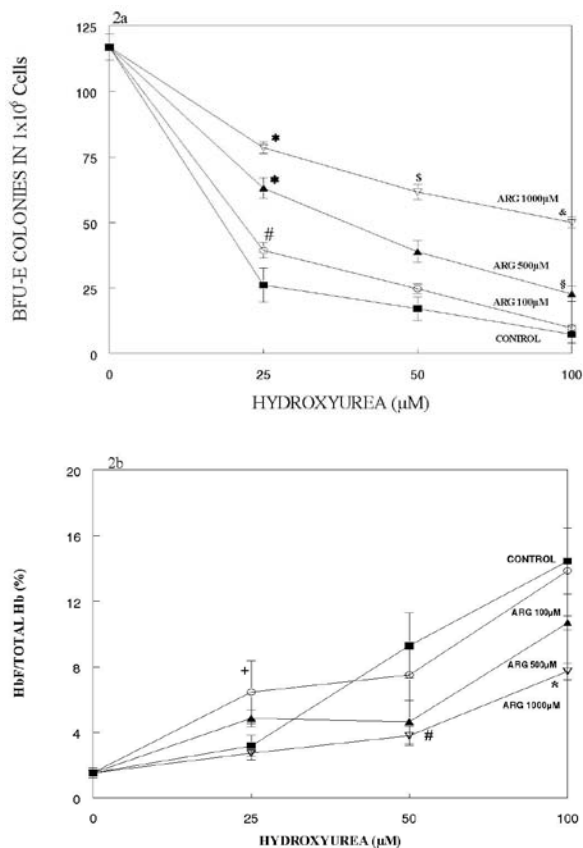 2a
125
100
75
50
25
0
BFU-E COLONIES IN 1x10⁶ Cells
*
*
#
$
&
§
ARG 1000µM
ARG 500µM
ARG 100µM
CONTROL
0 25 50 100
HYDROXYUREA (µM)
2b
20
16
12
8
4
0
HbF/TOTAL Hb (%)
+
#
*
CONTROL
ARG 100µM
ARG 500µM
ARG 1000µM
0 25 50 100
HYDROXYUREA (µM)